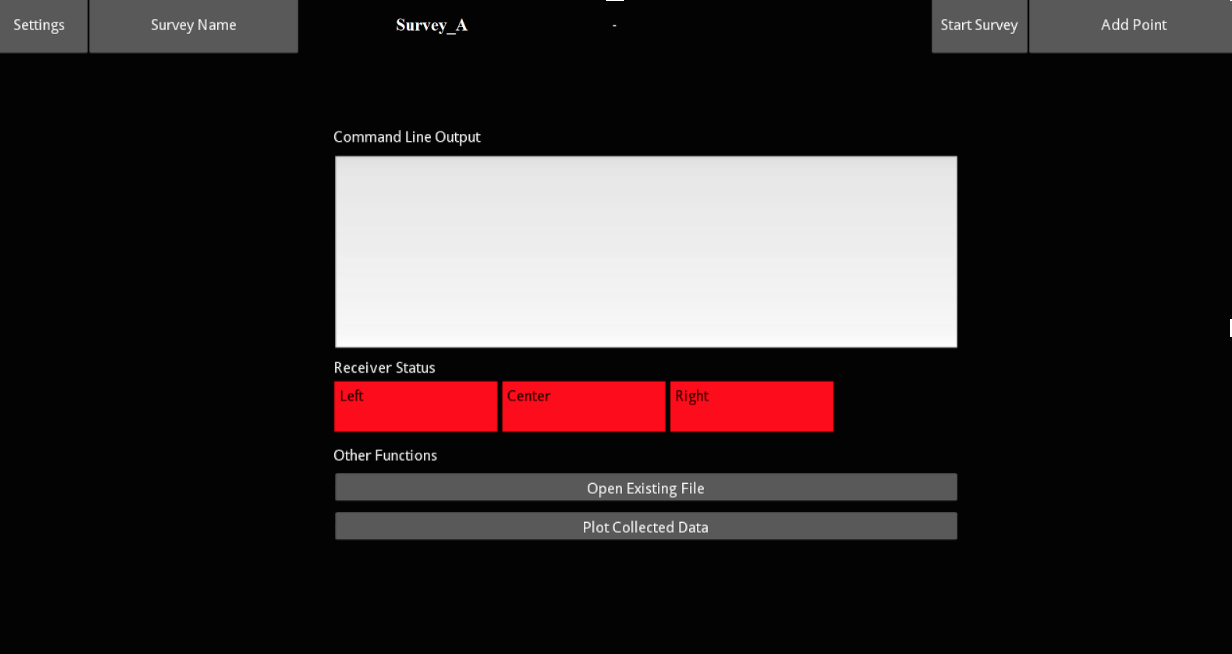 Settings
Survey Name
Survey_A
-
Start Survey
Add Point
Command Line Output
Receiver Status
Left
Center
Right
Other Functions
Open Existing File
Plot Collected Data